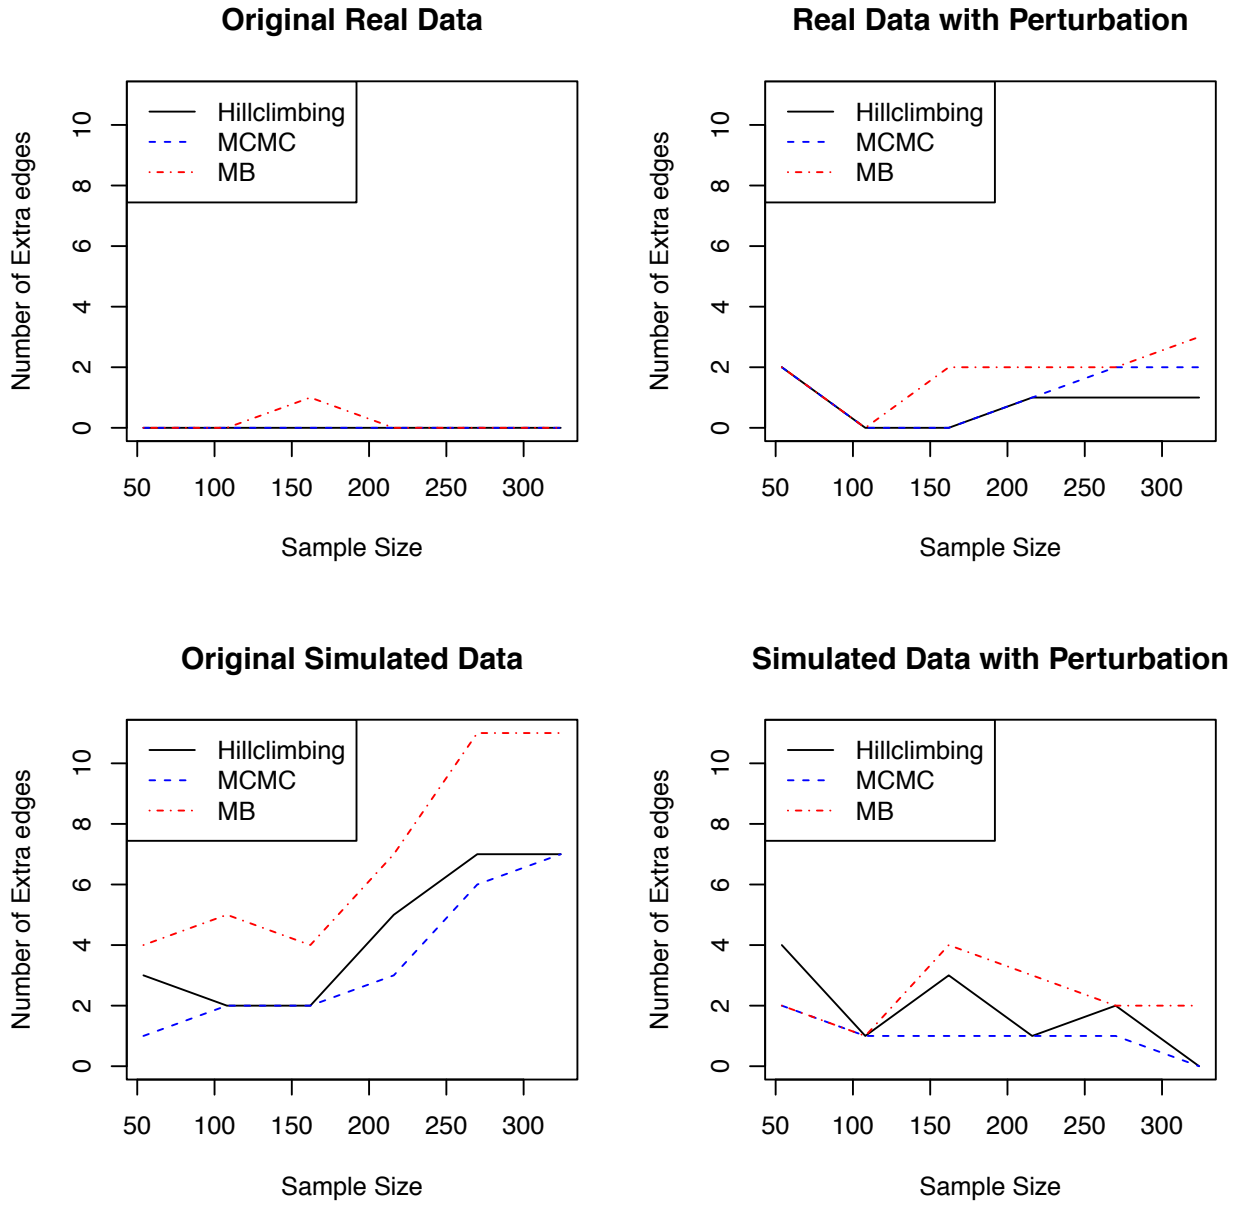 Original Real Data
Number of Extra edges
10
8
6
4
2
0
Hillclimbing
MCMC
MB
50 100 150 200 250 300
Sample Size
Real Data with Perturbation
Number of Extra edges
10
8
6
4
2
0
Hillclimbing
MCMC
MB
50 100 150 200 250 300
Sample Size
Original Simulated Data
Number of Extra edges
10
8
6
4
2
0
Hillclimbing
MCMC
MB
50 100 150 200 250 300
Sample Size
Simulated Data with Perturbation
Number of Extra edges
10
8
6
4
2
0
Hillclimbing
MCMC
MB
50 100 150 200 250 300
Sample Size